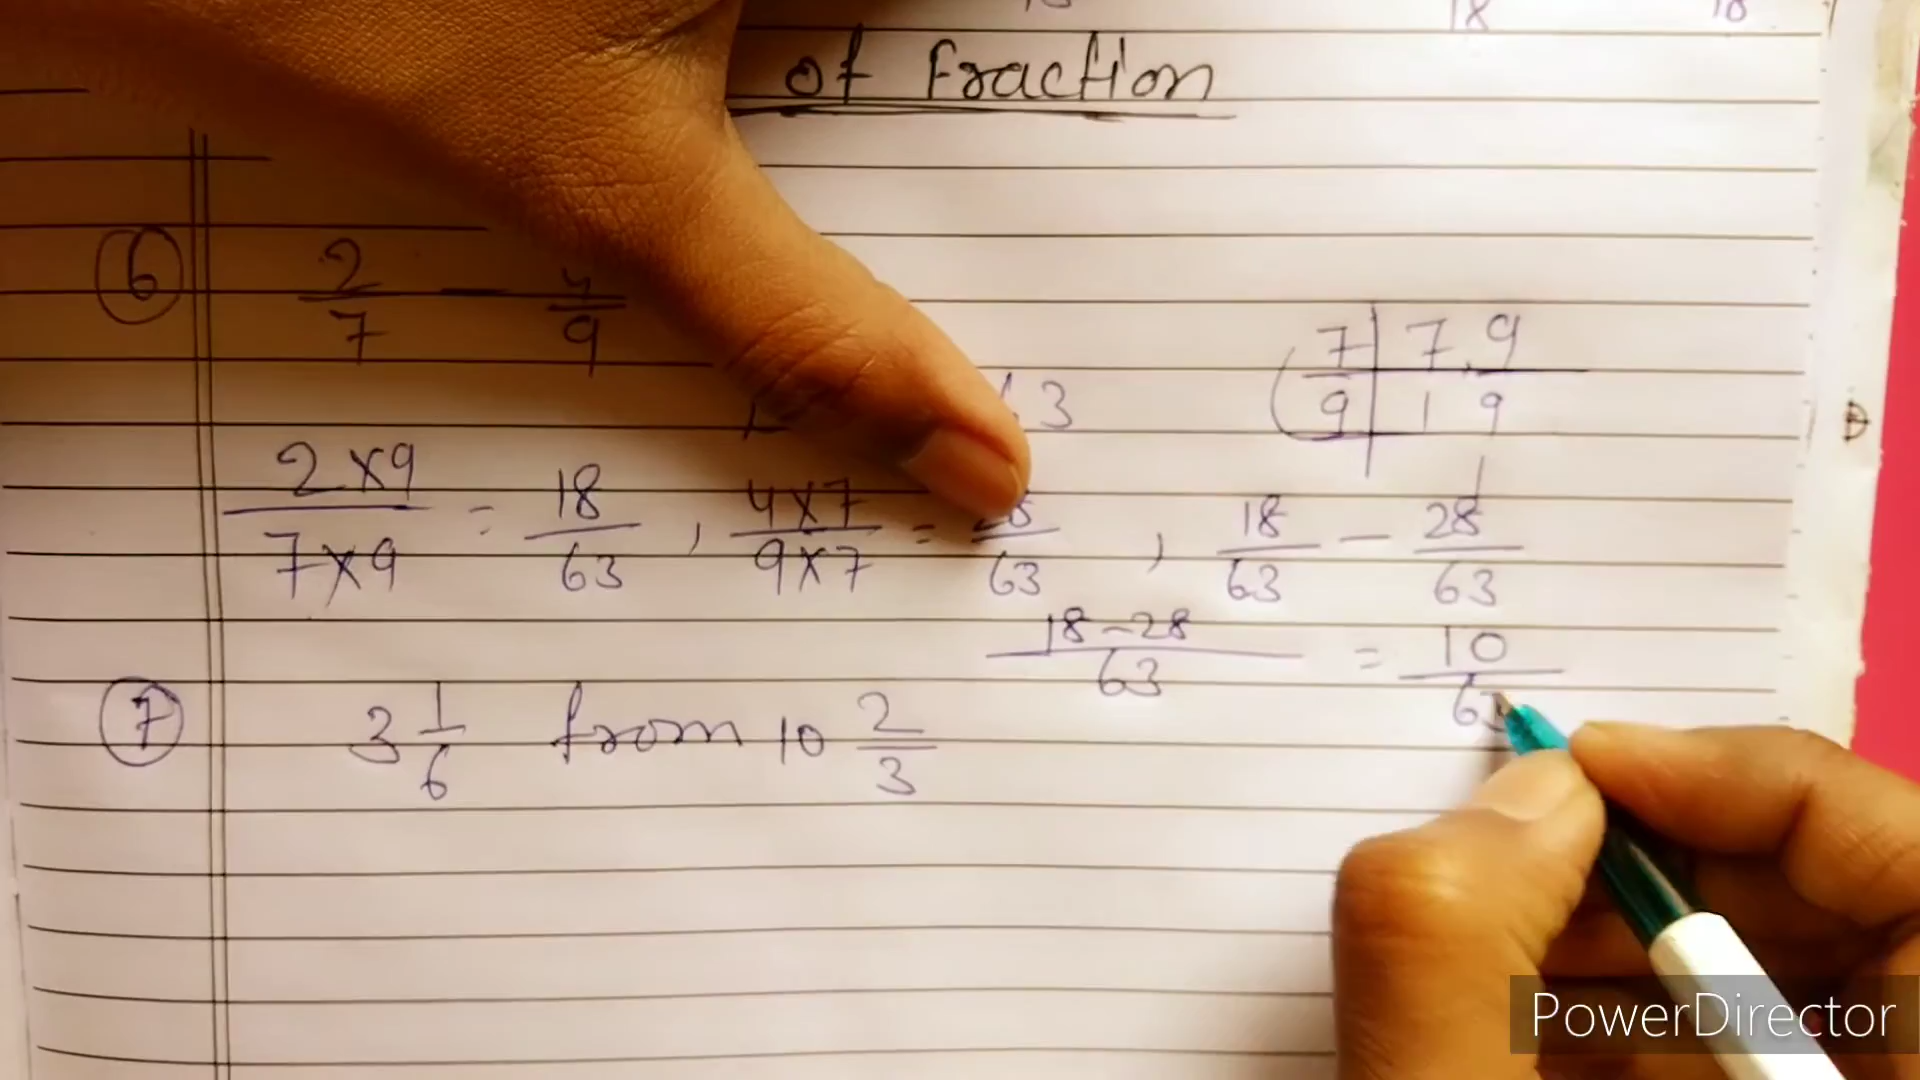 of Fraction
6 2/7 - 4/9
7 | 7, 9
9 | 1 9
3
2×9/7×9 = 18/63 , 4×7/9×7 = 28/63 , 18/63 - 28/63
18-28/63 = 10/63
7 3 1/6 from 10 2/3
PowerDirector